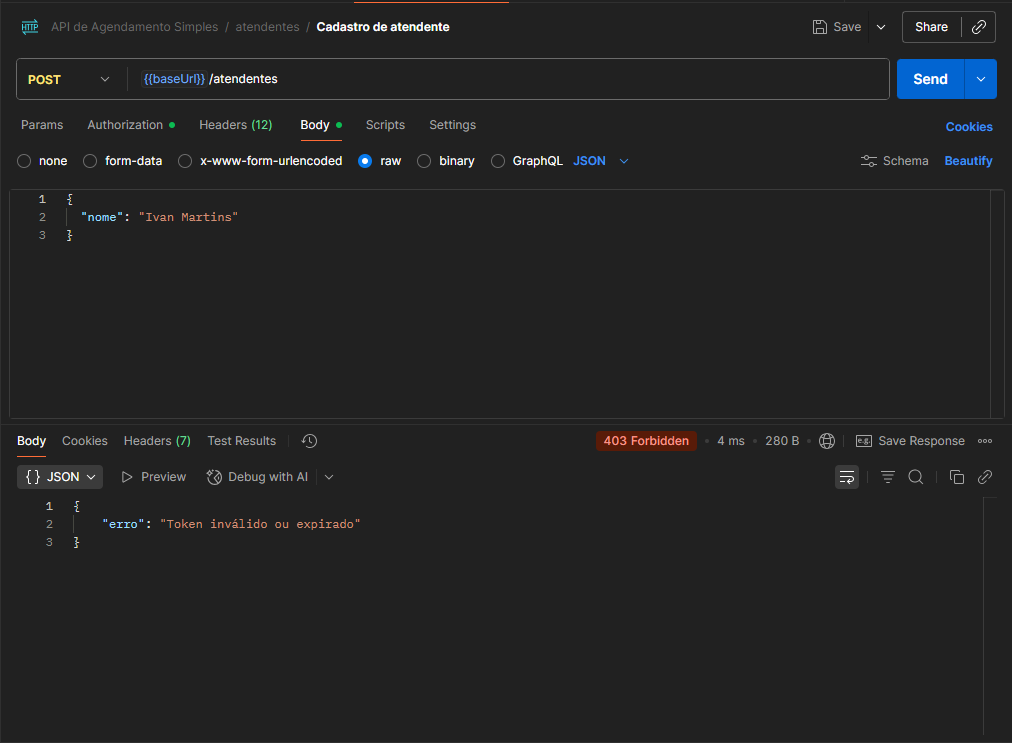 HTTP API de Agendamento Simples / atendentes / Cadastro de atendente Save Share
POST {{baseUrl}} /atendentes Send
Params Authorization Headers (12) Body Scripts Settings Cookies
none form-data x-www-form-urlencoded raw binary GraphQL JSON Schema Beautify
1 {
2 "nome": "Ivan Martins"
3 }
Body Cookies Headers (7) Test Results 403 Forbidden • 4 ms • 280 B • e.g. Save Response
{} JSON Preview Debug with AI
1 {
2 "erro": "Token inválido ou expirado"
3 }